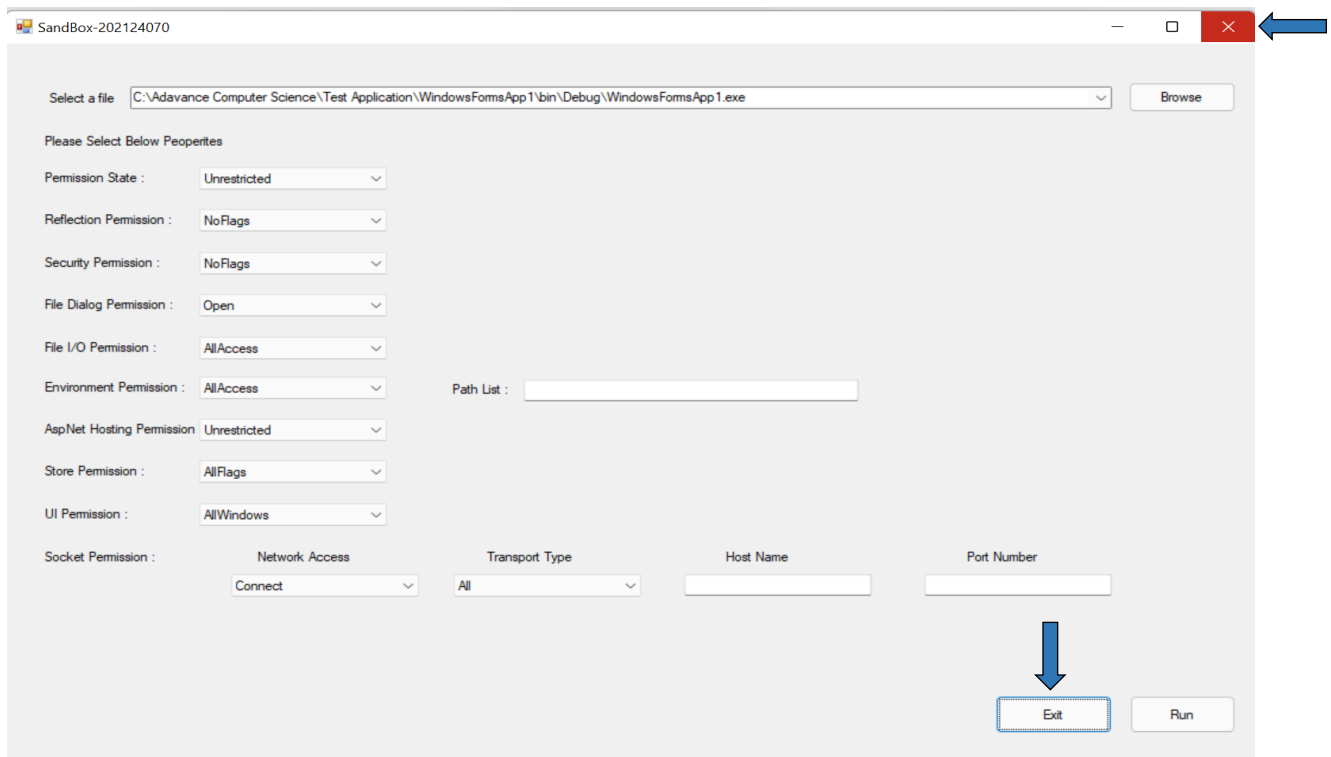 SandBox-202124070
Select a file C:\Adavance Computer Science\Test Application\WindowsFormsApp1\bin\Debug\WindowsFormsApp1.exe Browse
Please Select Below Peoperites
Permission State : Unrestricted
Reflection Permission : NoFlags
Security Permission : NoFlags
File Dialog Permission : Open
File I/O Permission : AllAccess
Environment Permission : AllAccess Path List :
AspNet Hosting Permission Unrestricted
Store Permission : AllFlags
UI Permission : AllWindows
Socket Permission : Network Access Transport Type Host Name Port Number
Connect All
Exit Run